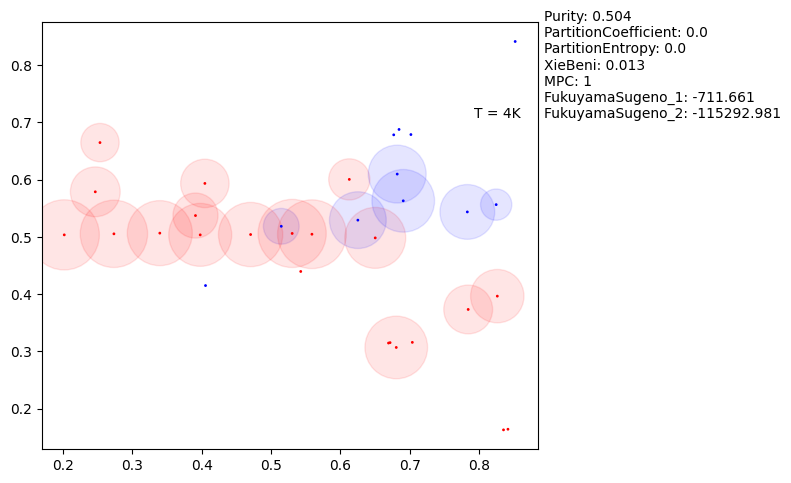 Purity: 0.504
PartitionCoefficient: 0.0
PartitionEntropy: 0.0
XieBeni: 0.013
MPC: 1
FukuyamaSugeno_1: -711.661
FukuyamaSugeno_2: -115292.981
T = 4K
0.8
0.7
0.6
0.5
0.4
0.3
0.2
0.2 0.3 0.4 0.5 0.6 0.7 0.8